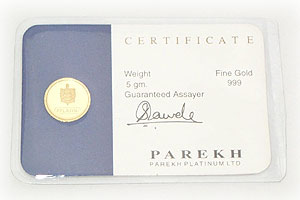 CERTIFICATE
Weight Fine Gold
5 gm. 999
Guaranteed Assayer
PAREKH
PAREKH PLATINUM LTD